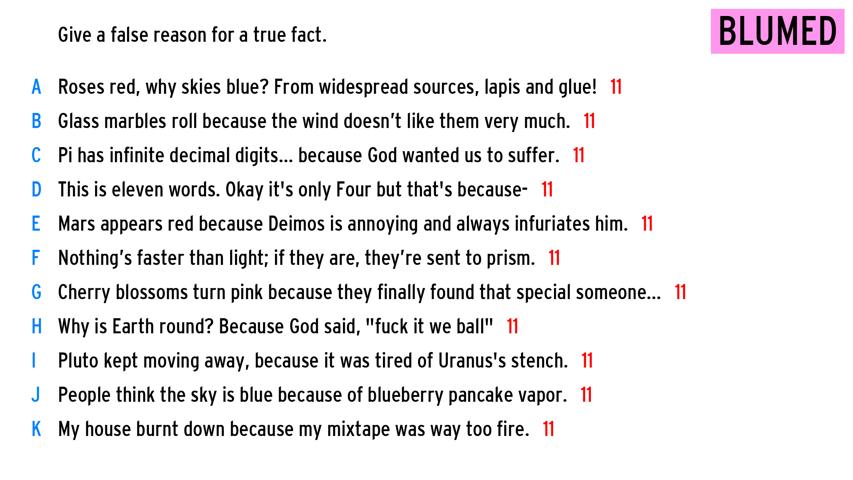 Give a false reason for a true fact.
BLUMED
A Roses red, why skies blue? From widespread sources, lapis and glue! 11
B Glass marbles roll because the wind doesn't like them very much. 11
C Pi has infinite decimal digits... because God wanted us to suffer. 11
D This is eleven words. Okay it's only Four but that's because- 11
E Mars appears red because Deimos is annoying and always infuriates him. 11
F Nothing's faster than light; if they are, they're sent to prism. 11
G Cherry blossoms turn pink because they finally found that special someone... 11
H Why is Earth round? Because God said, "fuck it we ball" 11
I Pluto kept moving away, because it was tired of Uranus's stench. 11
J People think the sky is blue because of blueberry pancake vapor. 11
K My house burnt down because my mixtape was way too fire. 11